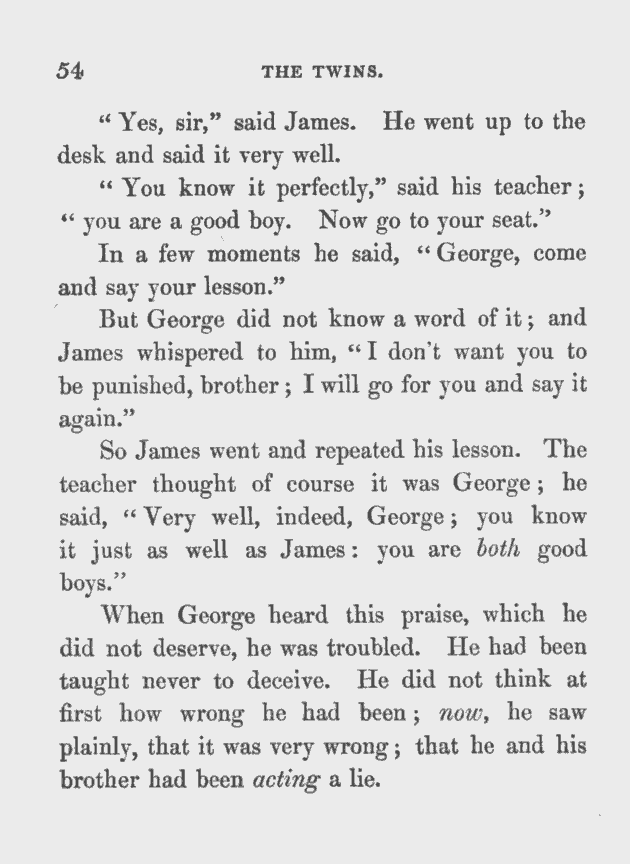 54 THE TWINS.
“ Yes, sir,” said James. He went up to the
desk and said it very well.
“ You know it perfectly,” said his teacher ;
“ you are a good boy. Now go to your seat.”
In a few moments he said, “ George, come
and say your lesson.”
But George did not know a word of it ; and
James whispered to him, “ I don’t want you to
be punished, brother ; I will go for you and say it
again.”
So James went and repeated his lesson. The
teacher thought of course it was George ; he
said, “ Very well, indeed, George ; you know
it just as well as James : you are both good
boys.”
When George heard this praise, which he
did not deserve, he was troubled. He had been
taught never to deceive. He did not think at
first how wrong he had been ; now, he saw
plainly, that it was very wrong ; that he and his
brother had been acting a lie.